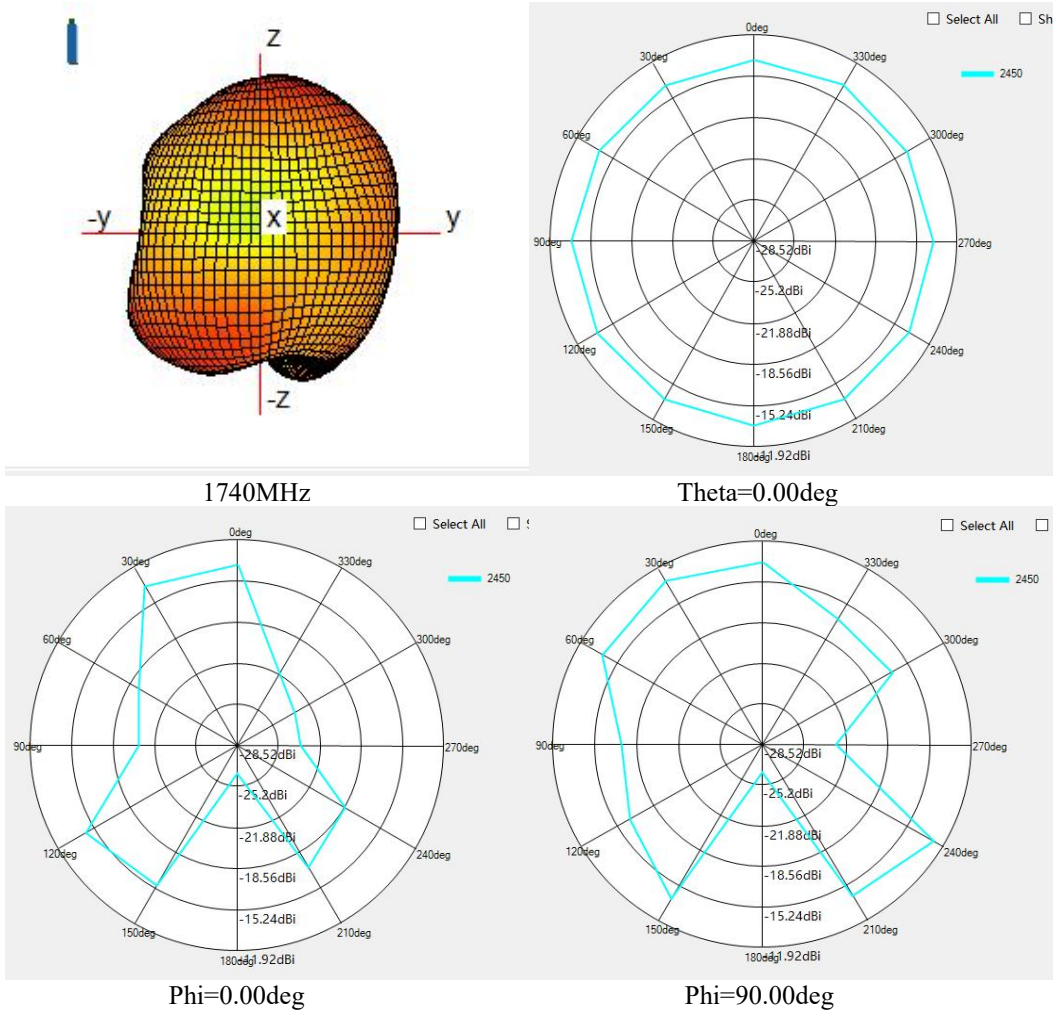 z
-y
x
y
-z
1740MHz
Select All
Sh
2450
0deg
30deg
330deg
60deg
300deg
90deg
270deg
120deg
240deg
150deg
210deg
180deg
-28.52dBi
-25.2dBi
-21.88dBi
-18.56dBi
-15.24dBi
-11.92dBi
Theta=0.00deg
Select All
2450
0deg
30deg
330deg
60deg
300deg
90deg
270deg
120deg
240deg
150deg
210deg
180deg
-28.52dBi
-25.2dBi
-21.88dBi
-18.56dBi
-15.24dBi
-11.92dBi
Phi=0.00deg
Select All
2450
0deg
30deg
330deg
60deg
300deg
90deg
270deg
120deg
240deg
150deg
210deg
180deg
-28.52dBi
-25.2dBi
-21.88dBi
-18.56dBi
-15.24dBi
-11.92dBi
Phi=90.00deg